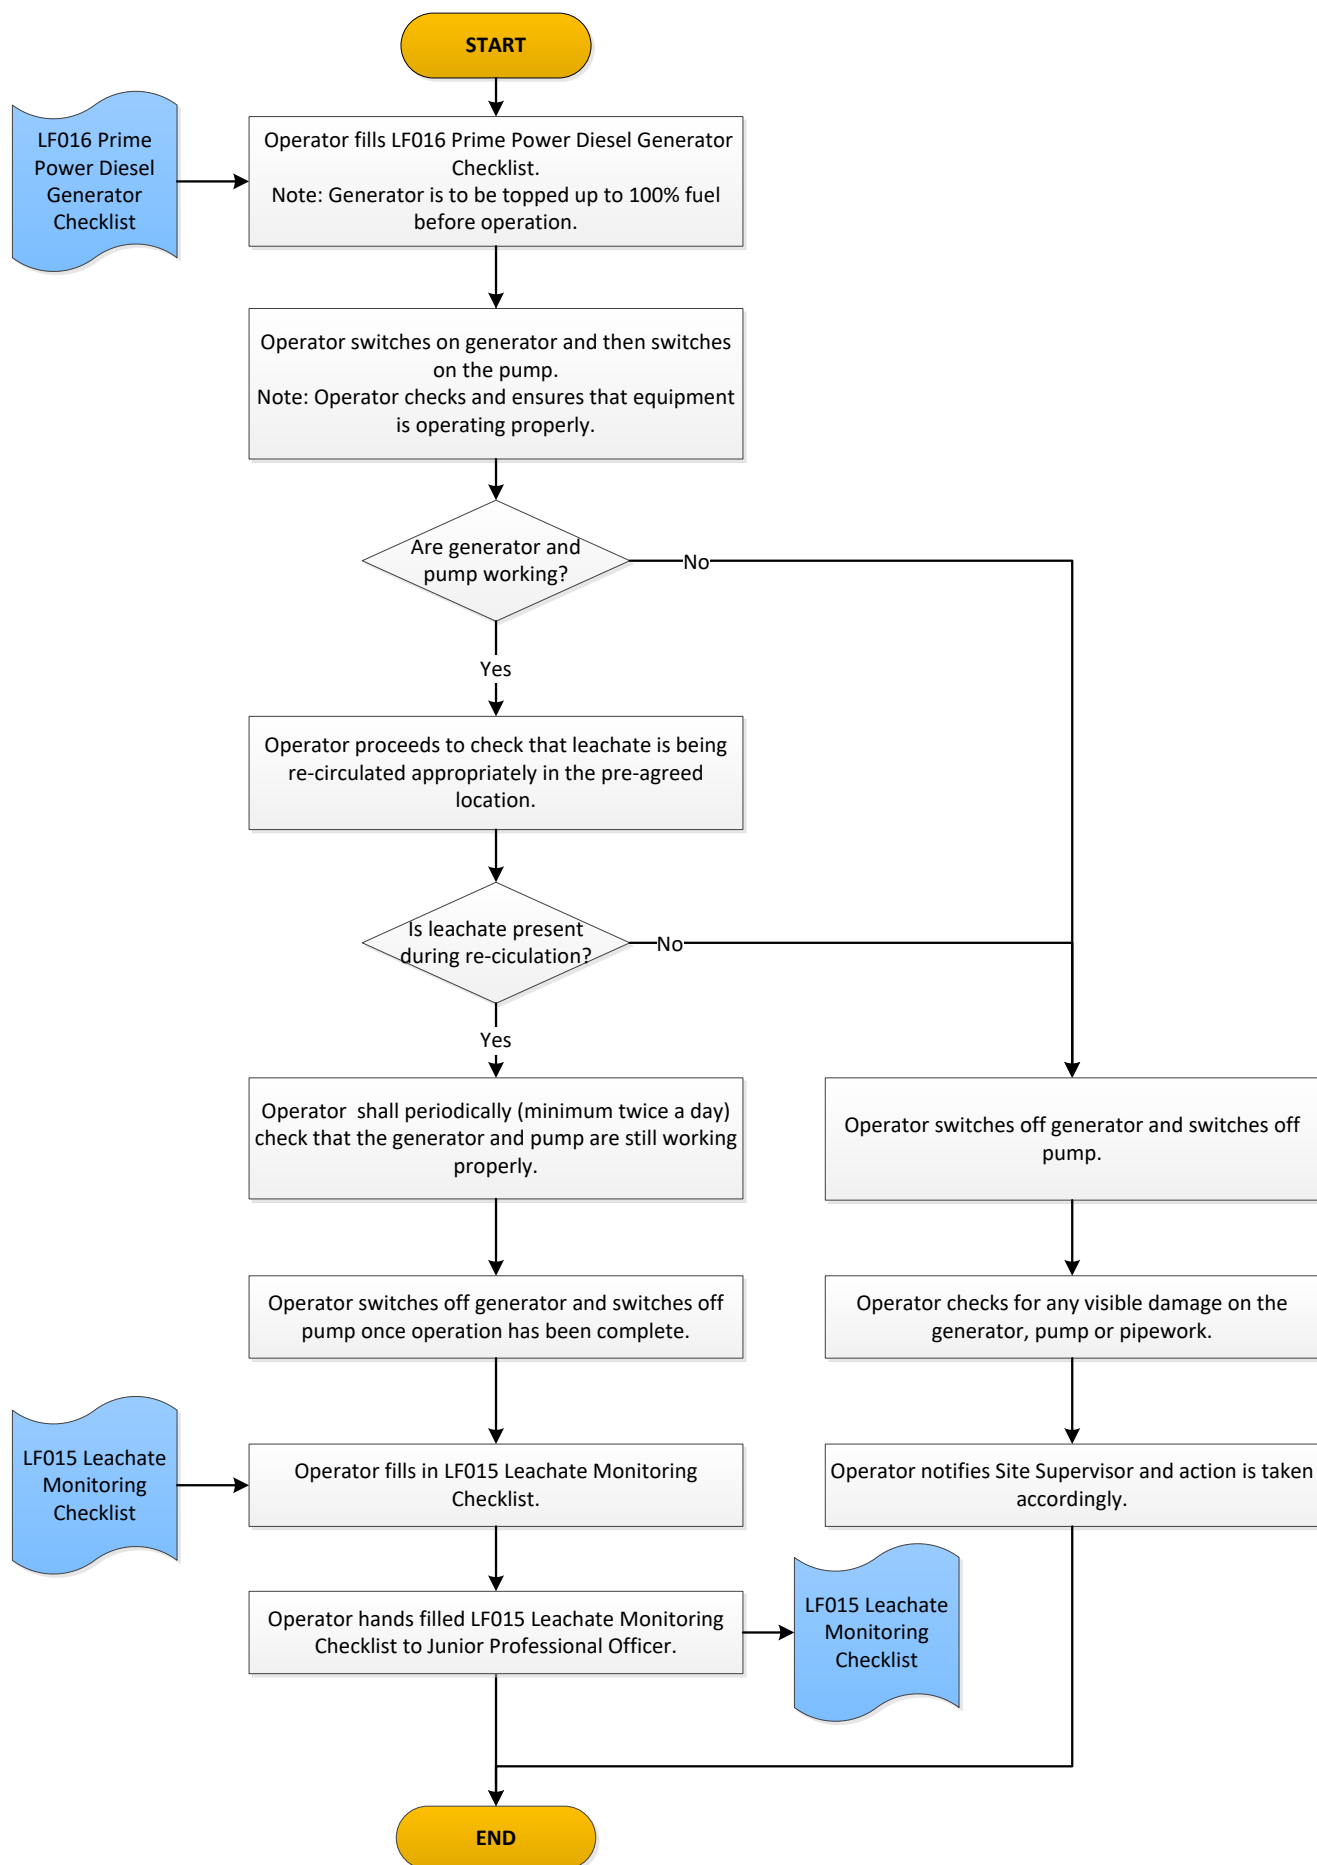 START
LF016 Prime
Power Diesel
Generator
Checklist
Operator fills LF016 Prime Power Diesel Generator
Checklist.
Note: Generator is to be topped up to 100% fuel
before operation.
Operator switches on generator and then switches
on the pump.
Note: Operator checks and ensures that equipment
is operating properly.
Are generator and
pump working?
No
Yes
Operator proceeds to check that leachate is being
re-circulated appropriately in the pre-agreed
location.
Is leachate present
during re-ciculation?
No
Yes
Operator  shall periodically (minimum twice a day)
check that the generator and pump are still working
properly.
Operator switches off generator and switches off
pump.
Operator switches off generator and switches off
pump once operation has been complete.
Operator checks for any visible damage on the
generator, pump or pipework.
LF015 Leachate
Monitoring
Checklist
Operator fills in LF015 Leachate Monitoring
Checklist.
Operator notifies Site Supervisor and action is taken
accordingly.
Operator hands filled LF015 Leachate Monitoring
Checklist to Junior Professional Officer.
LF015 Leachate
Monitoring
Checklist
END